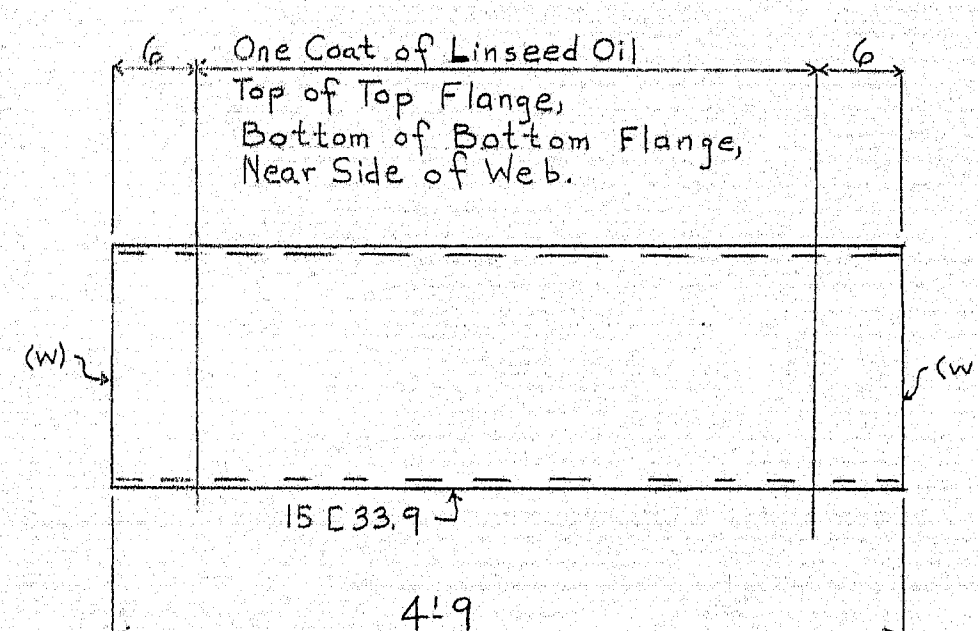 6 One Coat of Linseed Oil 6
Top of Top Flange,
Bottom of Bottom Flange,
Near Side of Web.
(W)
(W
15 [ 33.9
4'-9